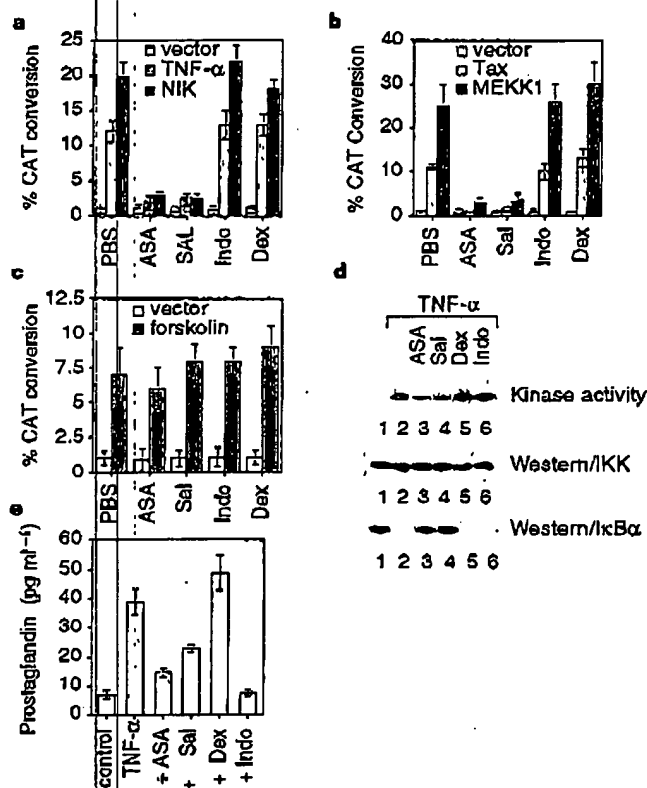 a
25
20
15
10
5
0
% CAT conversion
vector
TNF-α
NIK
PBS
ASA
SAL
Indo
Dex
b
40
30
20
10
0
% CAT Conversion
vector
Tax
MEKK1
PBS
ASA
Sal
Indo
Dex
c
12.5
10
7.5
5
2.5
0
% CAT conversion
vector
forskolin
PBS
ASA
Sal
Indo
Dex
d
TNF-α
ASA
Sal
Dex
Indo
Kinase activity
1 2 3 4 5 6
Western/IKK
1 2 3 4 5 6
Western/IκBα
1 2 3 4 5 6
e
60
50
40
30
20
10
0
Prostaglandin (pg ml⁻¹)
control
TNF-α
+ ASA
+ Sal
+ Dex
+ Indo